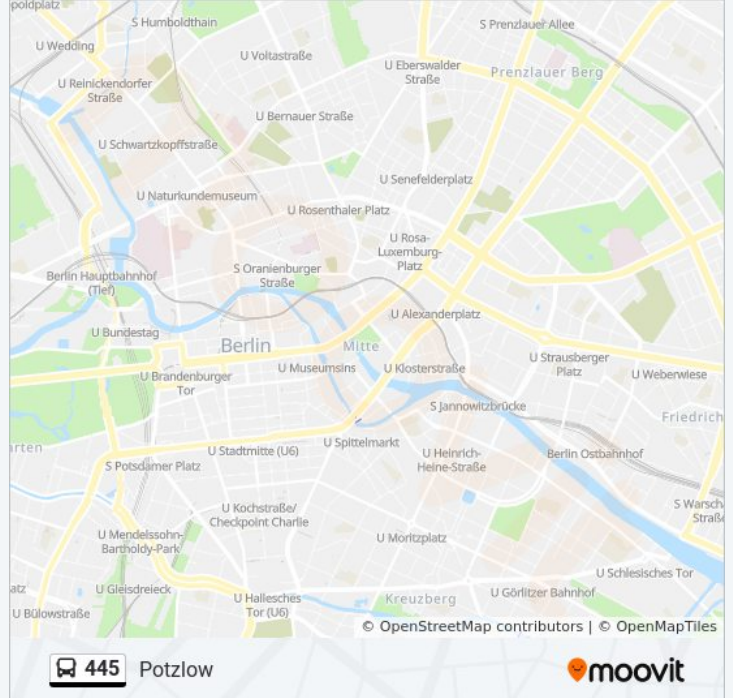 poldplatz
S Humboldthain
S Prenzlauer Allee
U Wedding
U Voltastraße
U Eberswalder
Straße
Prenzlauer Berg
U Reinickendorfer
Straße
U Bernauer Straße
U Schwartzkopffstraße
U Senefelderplatz
U Naturkundemuseum
U Rosenthaler Platz
U Rosa-
Luxemburg-
Platz
S Oranienburger
Straße
Berlin Hauptbahnhof
(Tief)
U Alexanderplatz
U Bundestag
Berlin
Mitte
U Strausberger
Platz
U Museumsins
U Klosterstraße
U Weberwiese
U Brandenburger
Tor
S Jannowitzbrücke
Friedrich
U Spittelmarkt
rten
U Stadtmitte (U6)
U Heinrich-
Heine-Straße
Berlin Ostbahnhof
S Potsdamer Platz
S Warsch
Straße
U Kochstraße/
Checkpoint Charlie
U Mendelssohn-
Bartholdy-Park
U Moritzplatz
U Schlesisches Tor
atz
U Gleisdreieck
U Görlitzer Bahnhof
U Hallesches
Tor (U6)
Kreuzberg
U Bülowstraße
© OpenStreetMap contributors | © OpenMapTiles
445 Potzlow
moovit